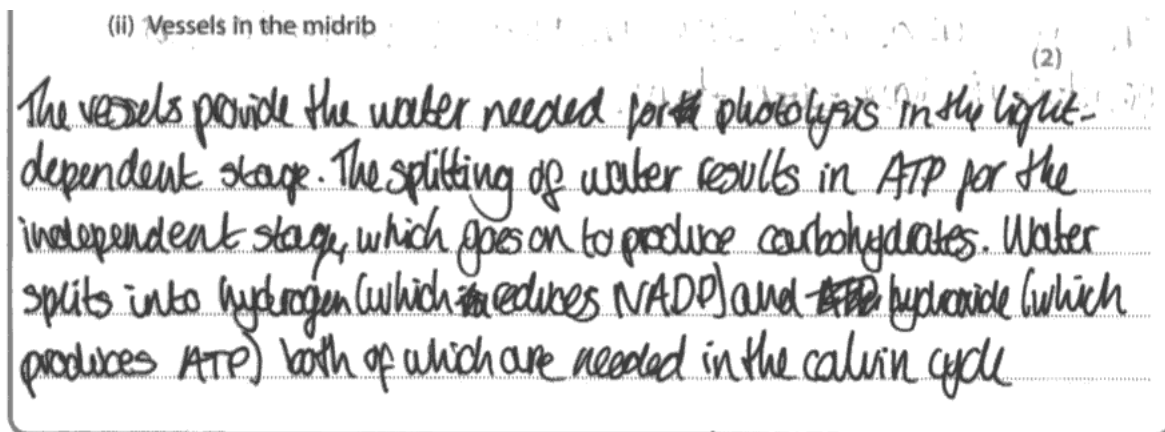 (ii) Vessels in the midrib
(2)
The vessels provide the water needed for photolysis in the light-
dependent stage. The splitting of water results in ATP for the
independent stage, which goes on to produce carbohydrates. Water
splits into hydrogen (which reduces NADP) and hydroxide (which
produces ATP) both of which are needed in the calvin cycle